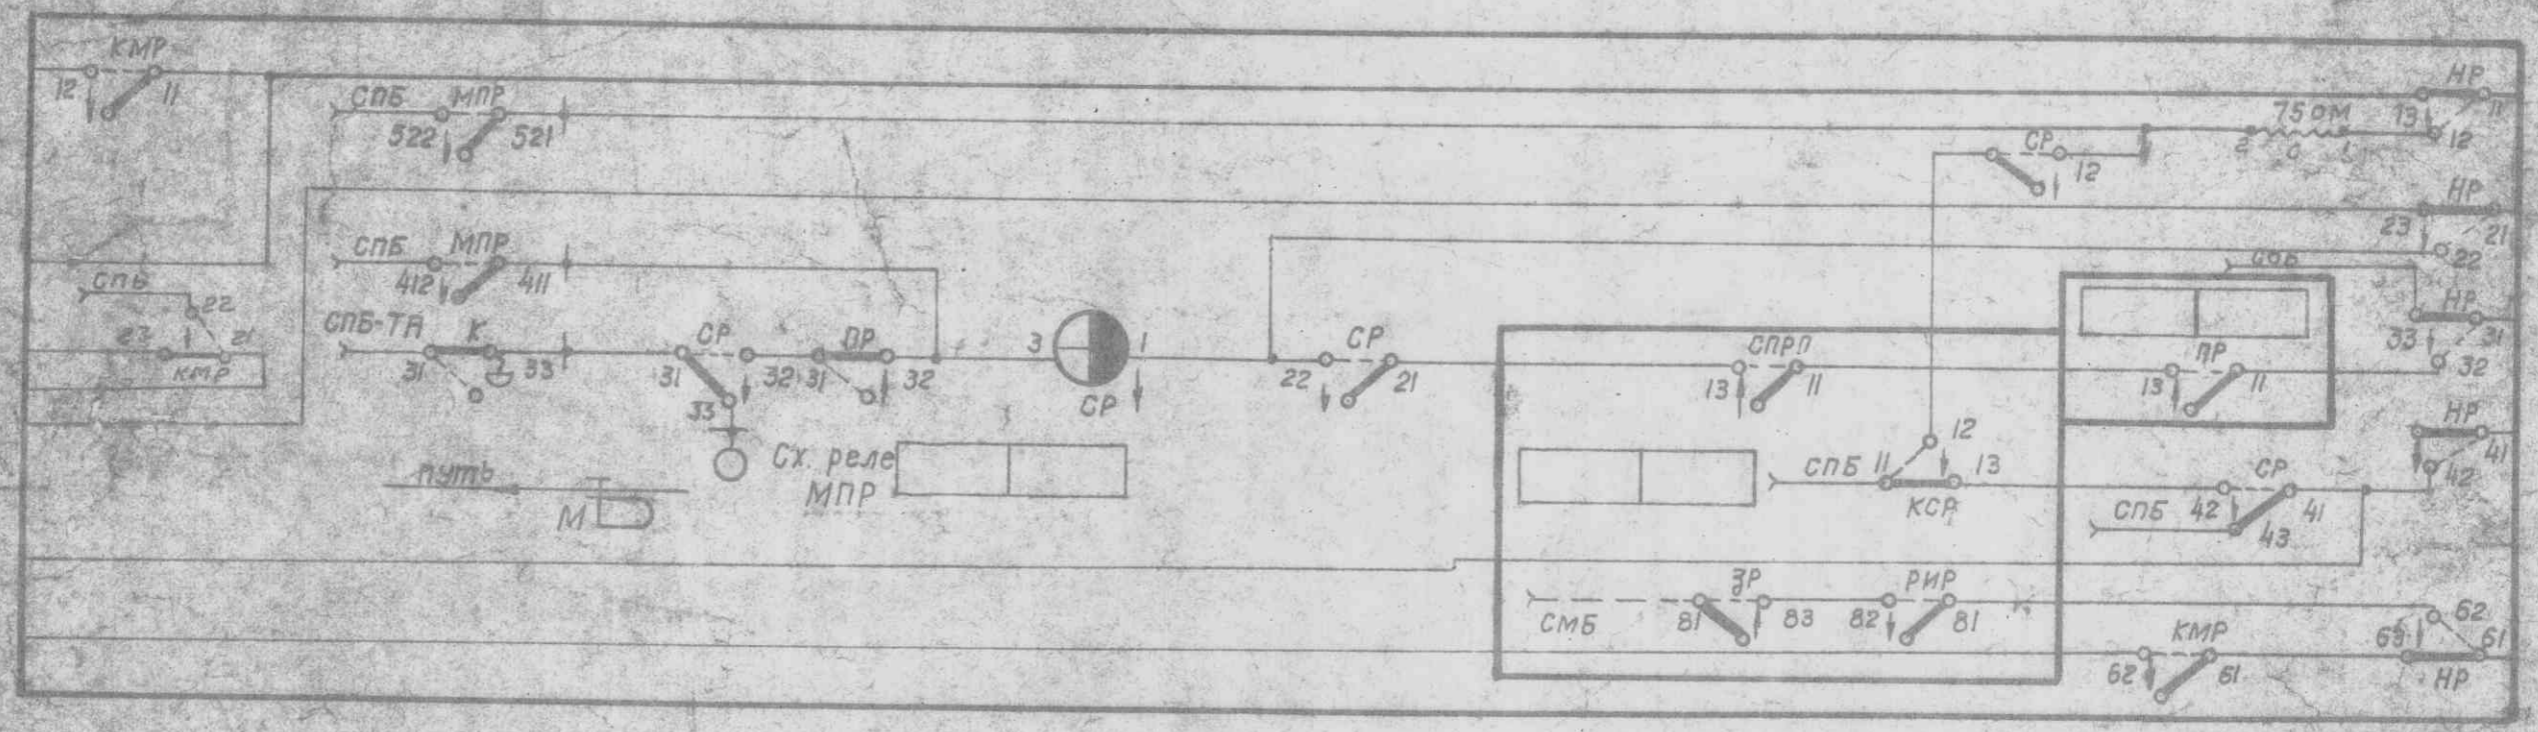 КМР
12 11
СПБ МПР
522 521
НР
75 ОМ 13 11
12
СР
12
2 0 1
НР
23 21
22
СПБ МПР
412 411
СПБ
22
23 21
КМР
СПБ-ТА К
31 33
СР
31 32
33
ПР
31 32
3 1
СР
СР
22 21
СПРП
13 11
ПР
13 11
НР
33 31
32
НР
41
42
ПУТЬ
М
Сх. реле
МПР
12
СПБ 11 13
КСР
СР
СПБ 42 41
43
СМБ
ЗР
81 83
РИР
82 81
КМР
62 61
62
63 61
НР